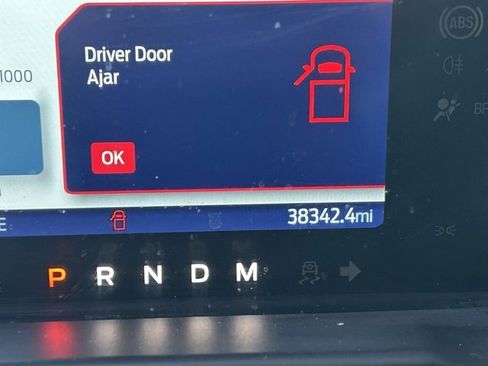 ABS
Driver Door
Ajar
1000
OK
38342.4mi
P R N D M